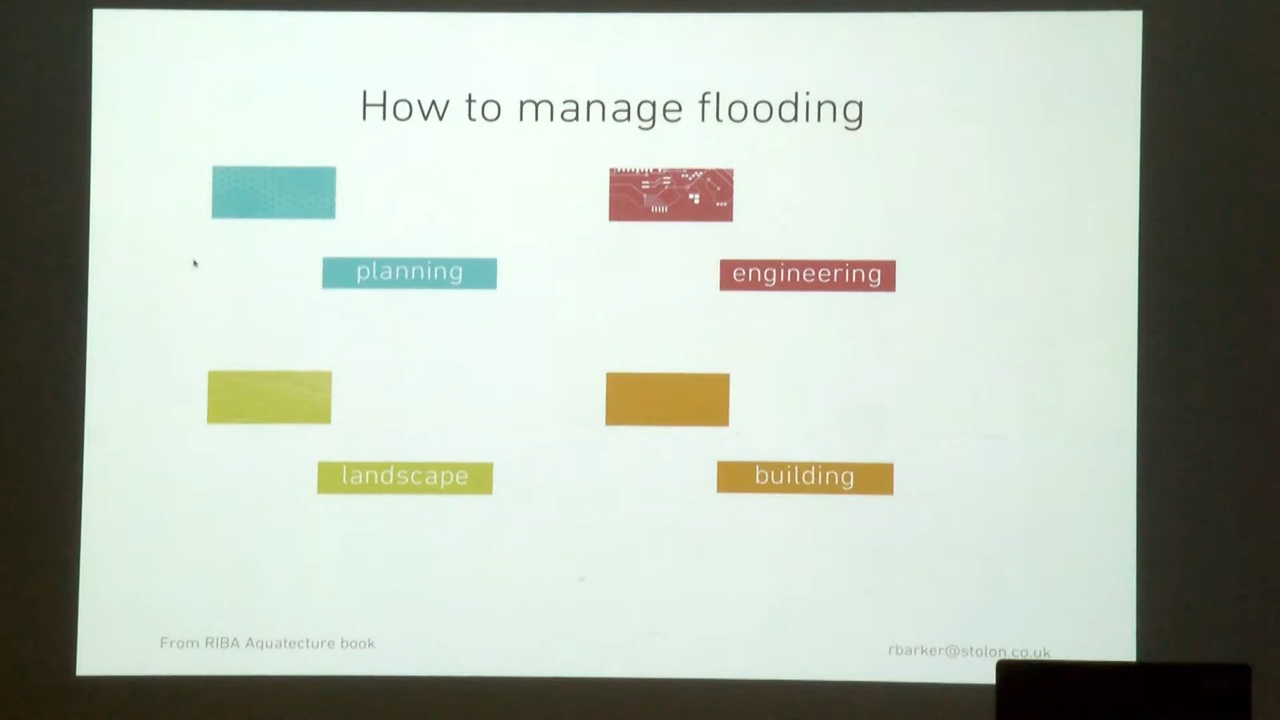 How to manage flooding
planning
engineering
landscape
building
From RIBA Aquatecture book
rbarker@stolon.co.uk